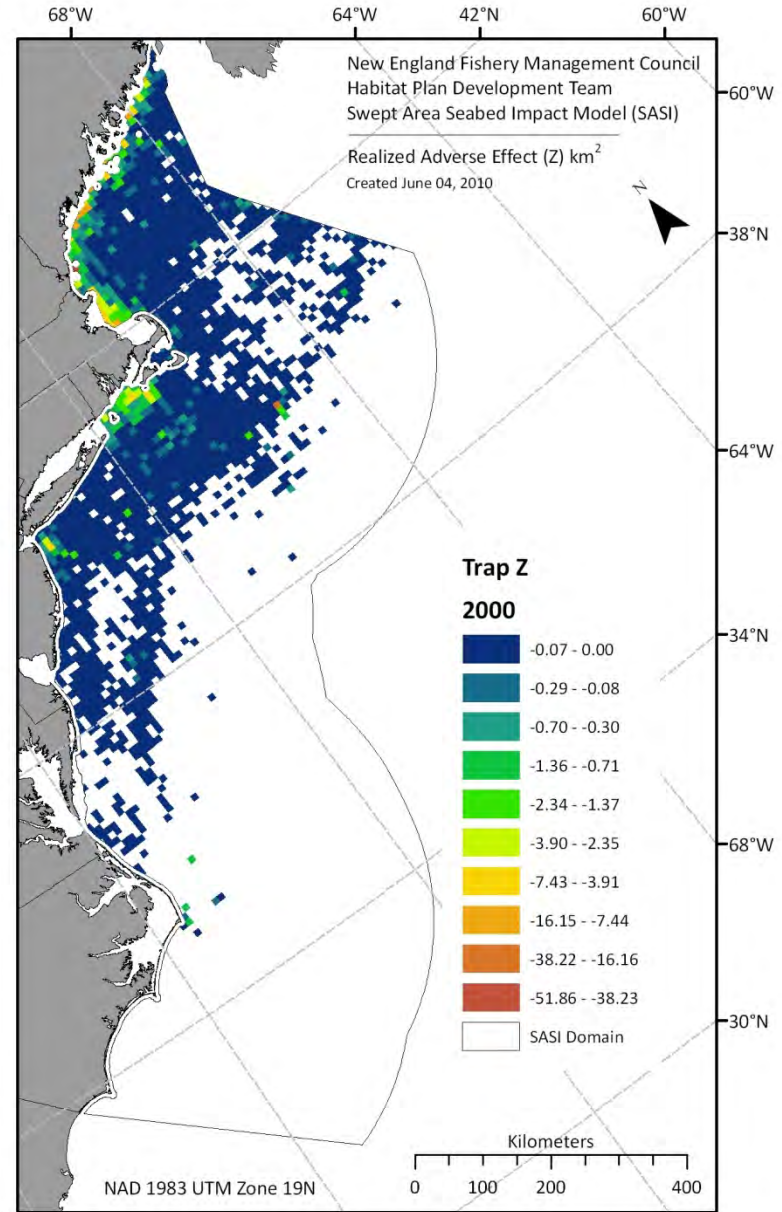 68°W 64°W 42°N 60°W
New England Fishery Management Council
Habitat Plan Development Team
Swept Area Seabed Impact Model (SASI)
Realized Adverse Effect (Z) km²
Created June 04, 2010
N
60°W
38°N
64°W
34°N
68°W
30°N
Trap Z
2000
-0.07 - 0.00
-0.29 - -0.08
-0.70 - -0.30
-1.36 - -0.71
-2.34 - -1.37
-3.90 - -2.35
-7.43 - -3.91
-16.15 - -7.44
-38.22 - -16.16
-51.86 - -38.23
SASI Domain
Kilometers
0 100 200 300 400
NAD 1983 UTM Zone 19N